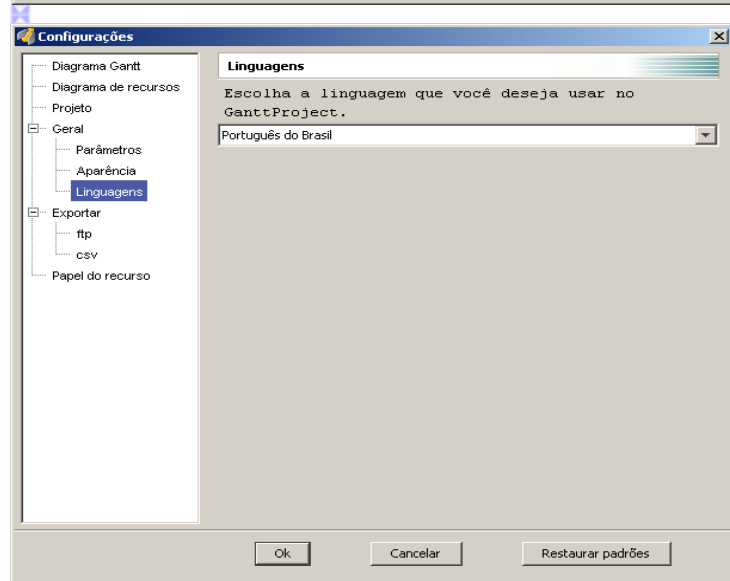 Configurações
Diagrama Gantt
Diagrama de recursos
Projeto
Geral
Parâmetros
Aparência
Linguagens
Exportar
ftp
csv
Papel do recurso
Linguagens
Escolha a linguagem que você deseja usar no
GanttProject.
Português do Brasil
Ok
Cancelar
Restaurar padrões